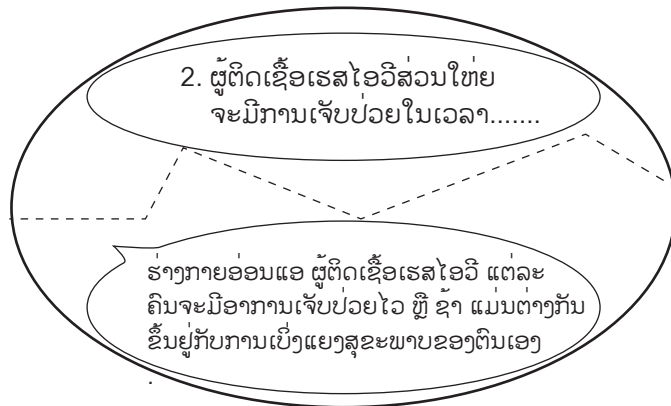 2. ຜູ້ຕິດເຊື້ອເຮສໄອວີສ່ວນໃຫ່ຍ
ຈະມີການເຈັບປ່ວຍໃນເວລາ.......
ຮ່າງກາຍອ່ອນແອ ຜູ້ຕິດເຊື້ອເຮສໄອວີ ແຕ່ລະ
ຄົນຈະມີອາການເຈັບປ່ວຍໄວ ຫຼື ຊ້າ ແມ່ນຕ່າງກັນ
ຂຶ້ນຢູ່ກັບການເບິ່ງແຍງສຸຂະພາບຂອງຕົນເອງ
.